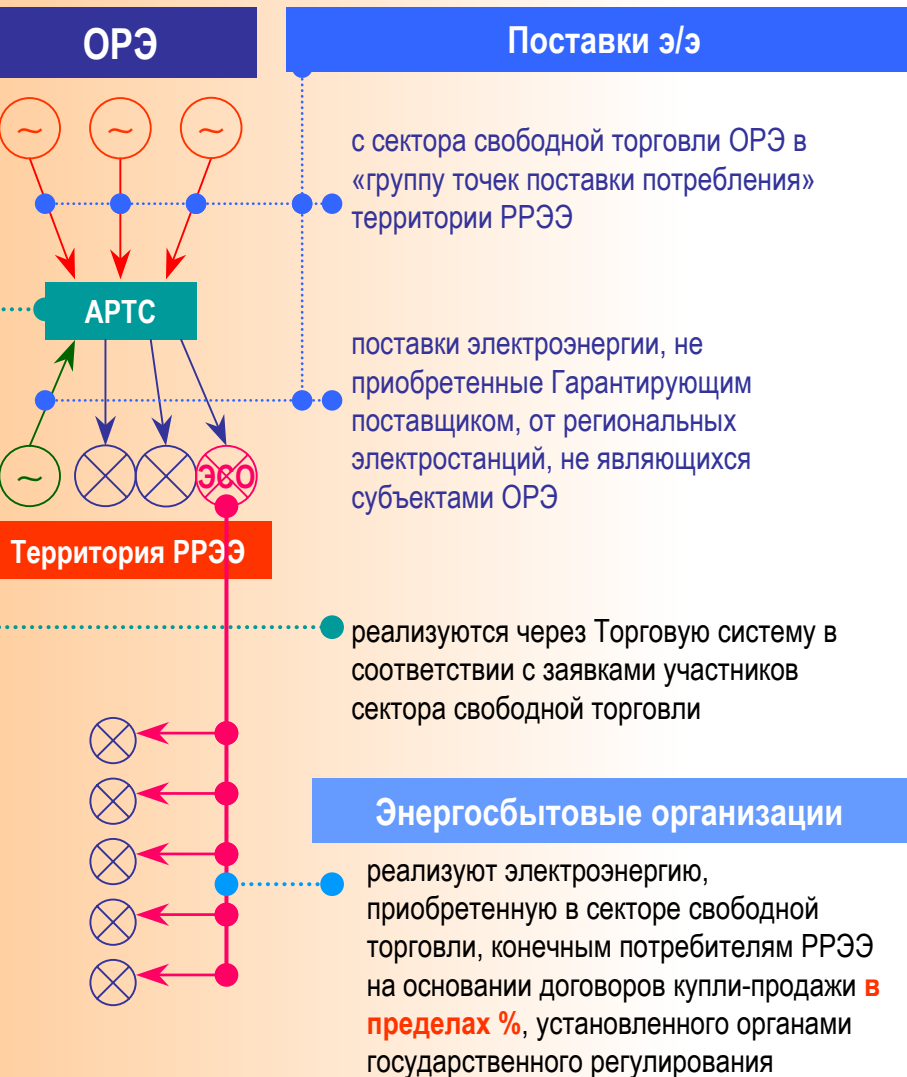 ОРЭ
Поставки э/э
~ ~ ~
с сектора свободной торговли ОРЭ в
«группу точек поставки потребления»
территории РРЭЭ
АРТС
поставки электроэнергии, не
приобретенные Гарантирующим
поставщиком, от региональных
электростанций, не являющихся
субъектами ОРЭ
~
ЭСО
Территория РРЭЭ
реализуются через Торговую систему в
соответствии с заявками участников
сектора свободной торговли
Энергосбытовые организации
реализуют электроэнергию,
приобретенную в секторе свободной
торговли, конечным потребителям РРЭЭ
на основании договоров купли-продажи в
пределах %, установленного органами
государственного регулирования